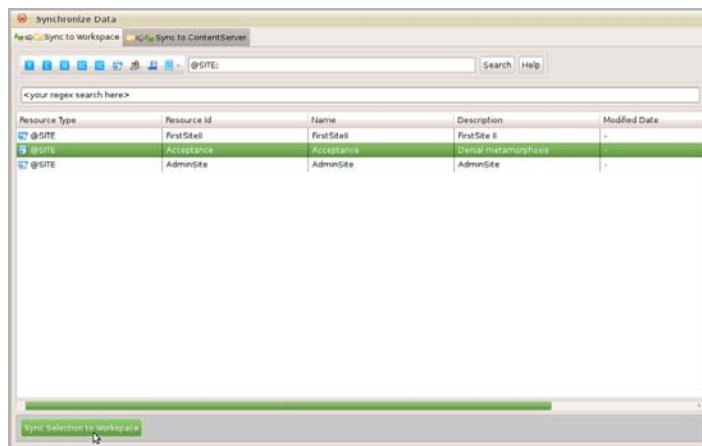 Synchronize Data
Sync to Workspace Sync to ContentServer
@SITE; Search Help
<your regex search here>
Resource Type Resource Id Name Description Modified Date
@SITE FirstSiteII FirstSiteII FirstSite II -
@SITE Acceptance Acceptance Denial metamorphosis -
@SITE AdminSite AdminSite AdminSite -
Sync Selection to Workspace